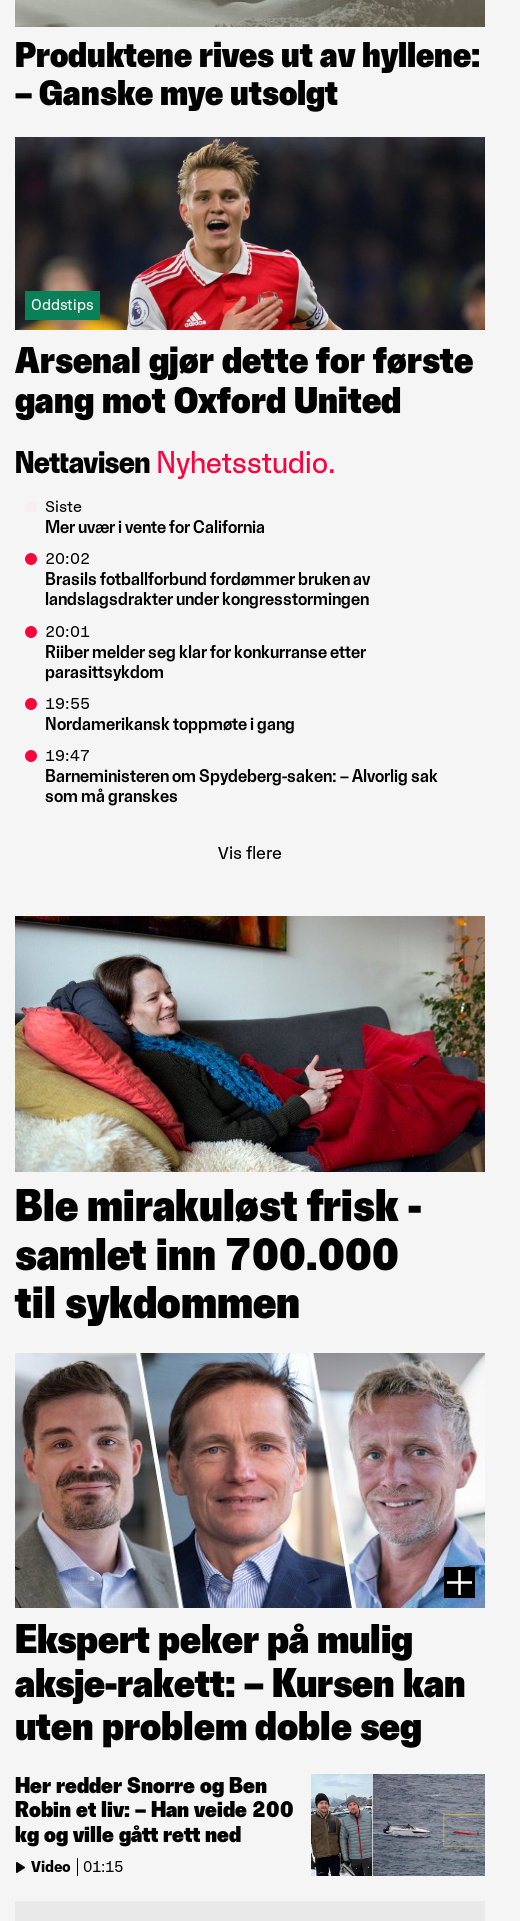 Produktene rives ut av hyllene:
– Ganske mye utsolgt
Oddstips
Arsenal gjør dette for første
gang mot Oxford United
Nettavisen Nyhetsstudio.
Siste
Mer uvær i vente for California
20:02
Brasils fotballforbund fordømmer bruken av
landslagsdrakter under kongresstormingen
20:01
Riiber melder seg klar for konkurranse etter
parasittsykdom
19:55
Nordamerikansk toppmøte i gang
19:47
Barneministeren om Spydeberg-saken: – Alvorlig sak
som må granskes
Vis flere
Ble mirakuløst frisk -
samlet inn 700.000
til sykdommen
Ekspert peker på mulig
aksje-rakett: – Kursen kan
uten problem doble seg
Her redder Snorre og Ben
Robin et liv: – Han veide 200
kg og ville gått rett ned
Video 01:15